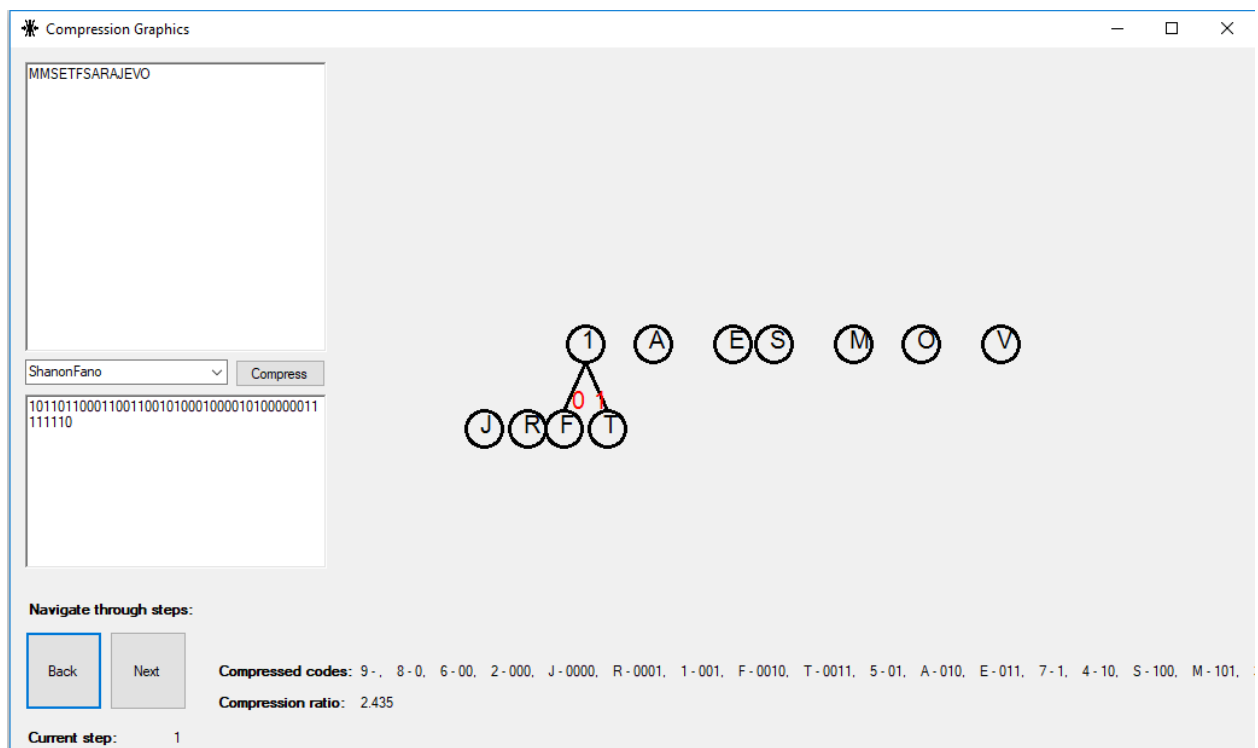 Compression Graphics
MMSETFSARAJEVO
ShanonFano
Compress
1011011000110011001010001000010100000011
111110
1 A E S M O V
0 1
J R F T
Navigate through steps:
Back Next
Compressed codes: 9 - , 8 - 0, 6 - 00, 2 - 000, J - 0000, R - 0001, 1 - 001, F - 0010, T - 0011, 5 - 01, A - 010, E - 011, 7 - 1, 4 - 10, S - 100, M - 101,
Compression ratio: 2.435
Current step: 1